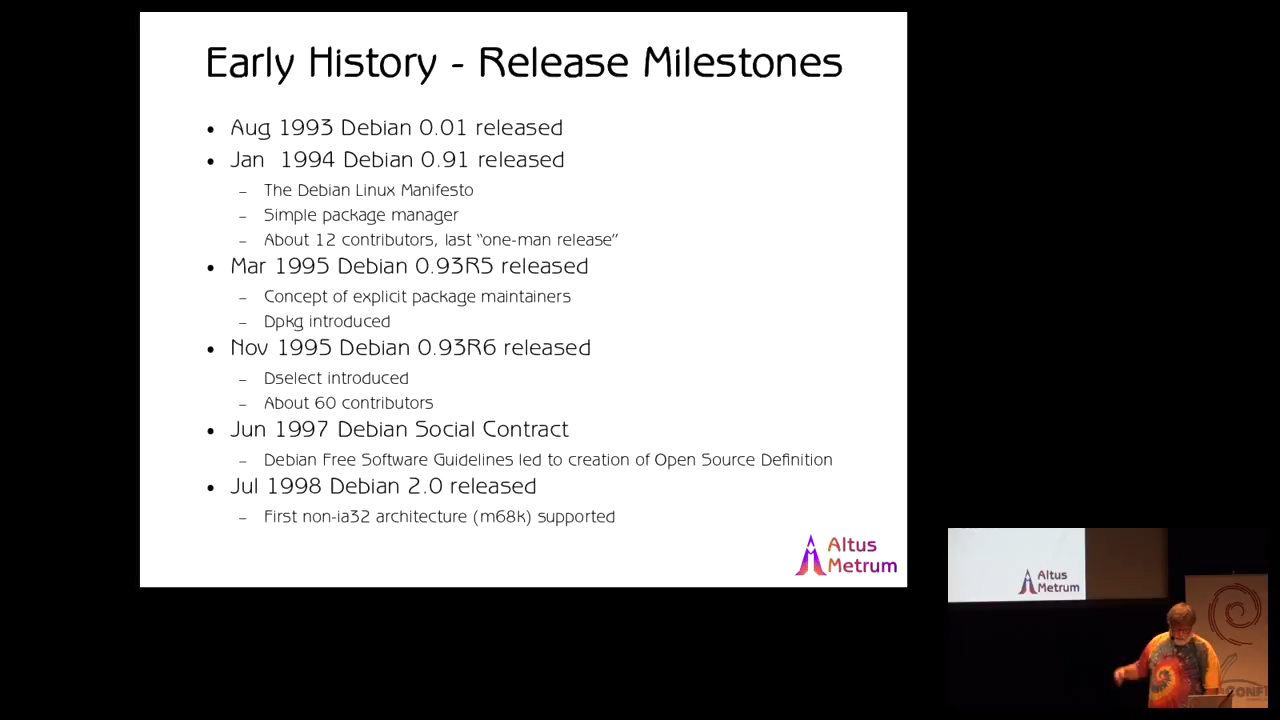 Early History - Release Milestones
• Aug 1993 Debian 0.01 released
• Jan 1994 Debian 0.91 released
– The Debian Linux Manifesto
– Simple package manager
– About 12 contributors, last “one-man release”
• Mar 1995 Debian 0.93R5 released
– Concept of explicit package maintainers
– Dpkg introduced
• Nov 1995 Debian 0.93R6 released
– Dselect introduced
– About 60 contributors
• Jun 1997 Debian Social Contract
– Debian Free Software Guidelines led to creation of Open Source Definition
• Jul 1998 Debian 2.0 released
– First non-ia32 architecture (m68k) supported
Altus
Metrum
Altus
Metrum